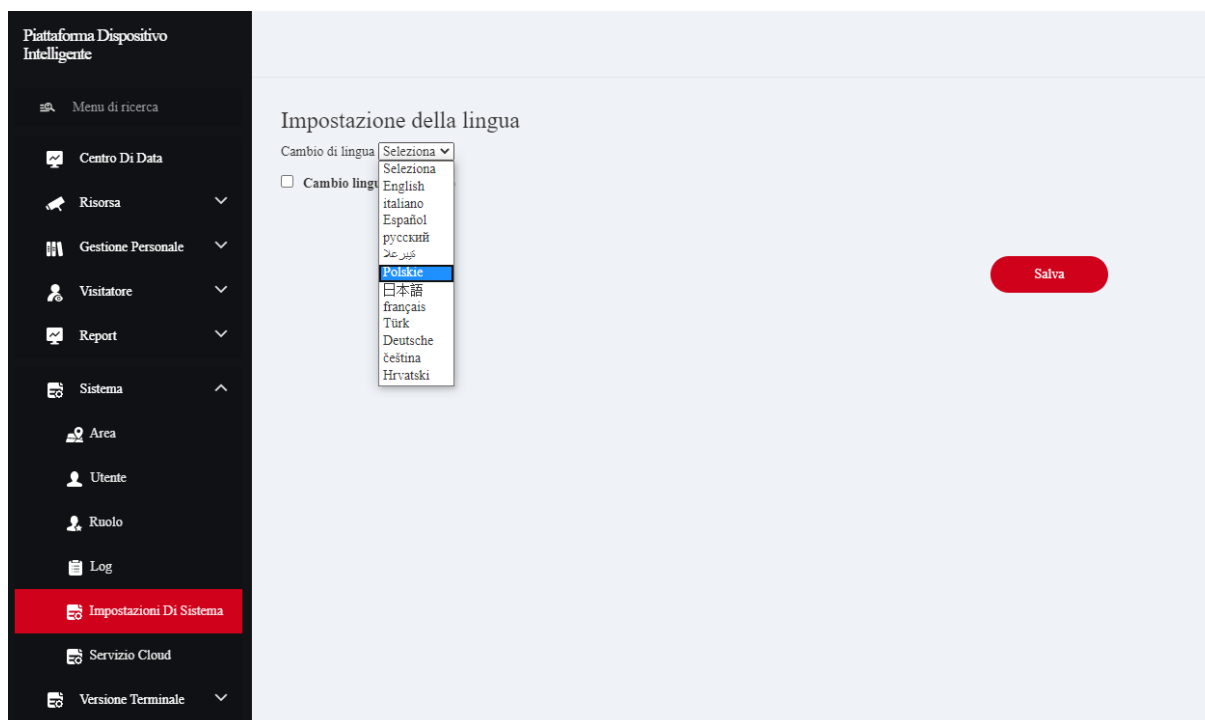 Piattaforma Dispositivo
Intelligente
Menu di ricerca
Centro Di Data
Risorsa
Gestione Personale
Visitatore
Report
Sistema
Area
Utente
Ruolo
Log
Impostazioni Di Sistema
Servizio Cloud
Versione Terminale
Impostazione della lingua
Cambio di lingua Seleziona
Cambio
Seleziona
English
italiano
Español
русский
Polskie
日本語
français
Türk
Deutsche
čeština
Hrvatski
Salva